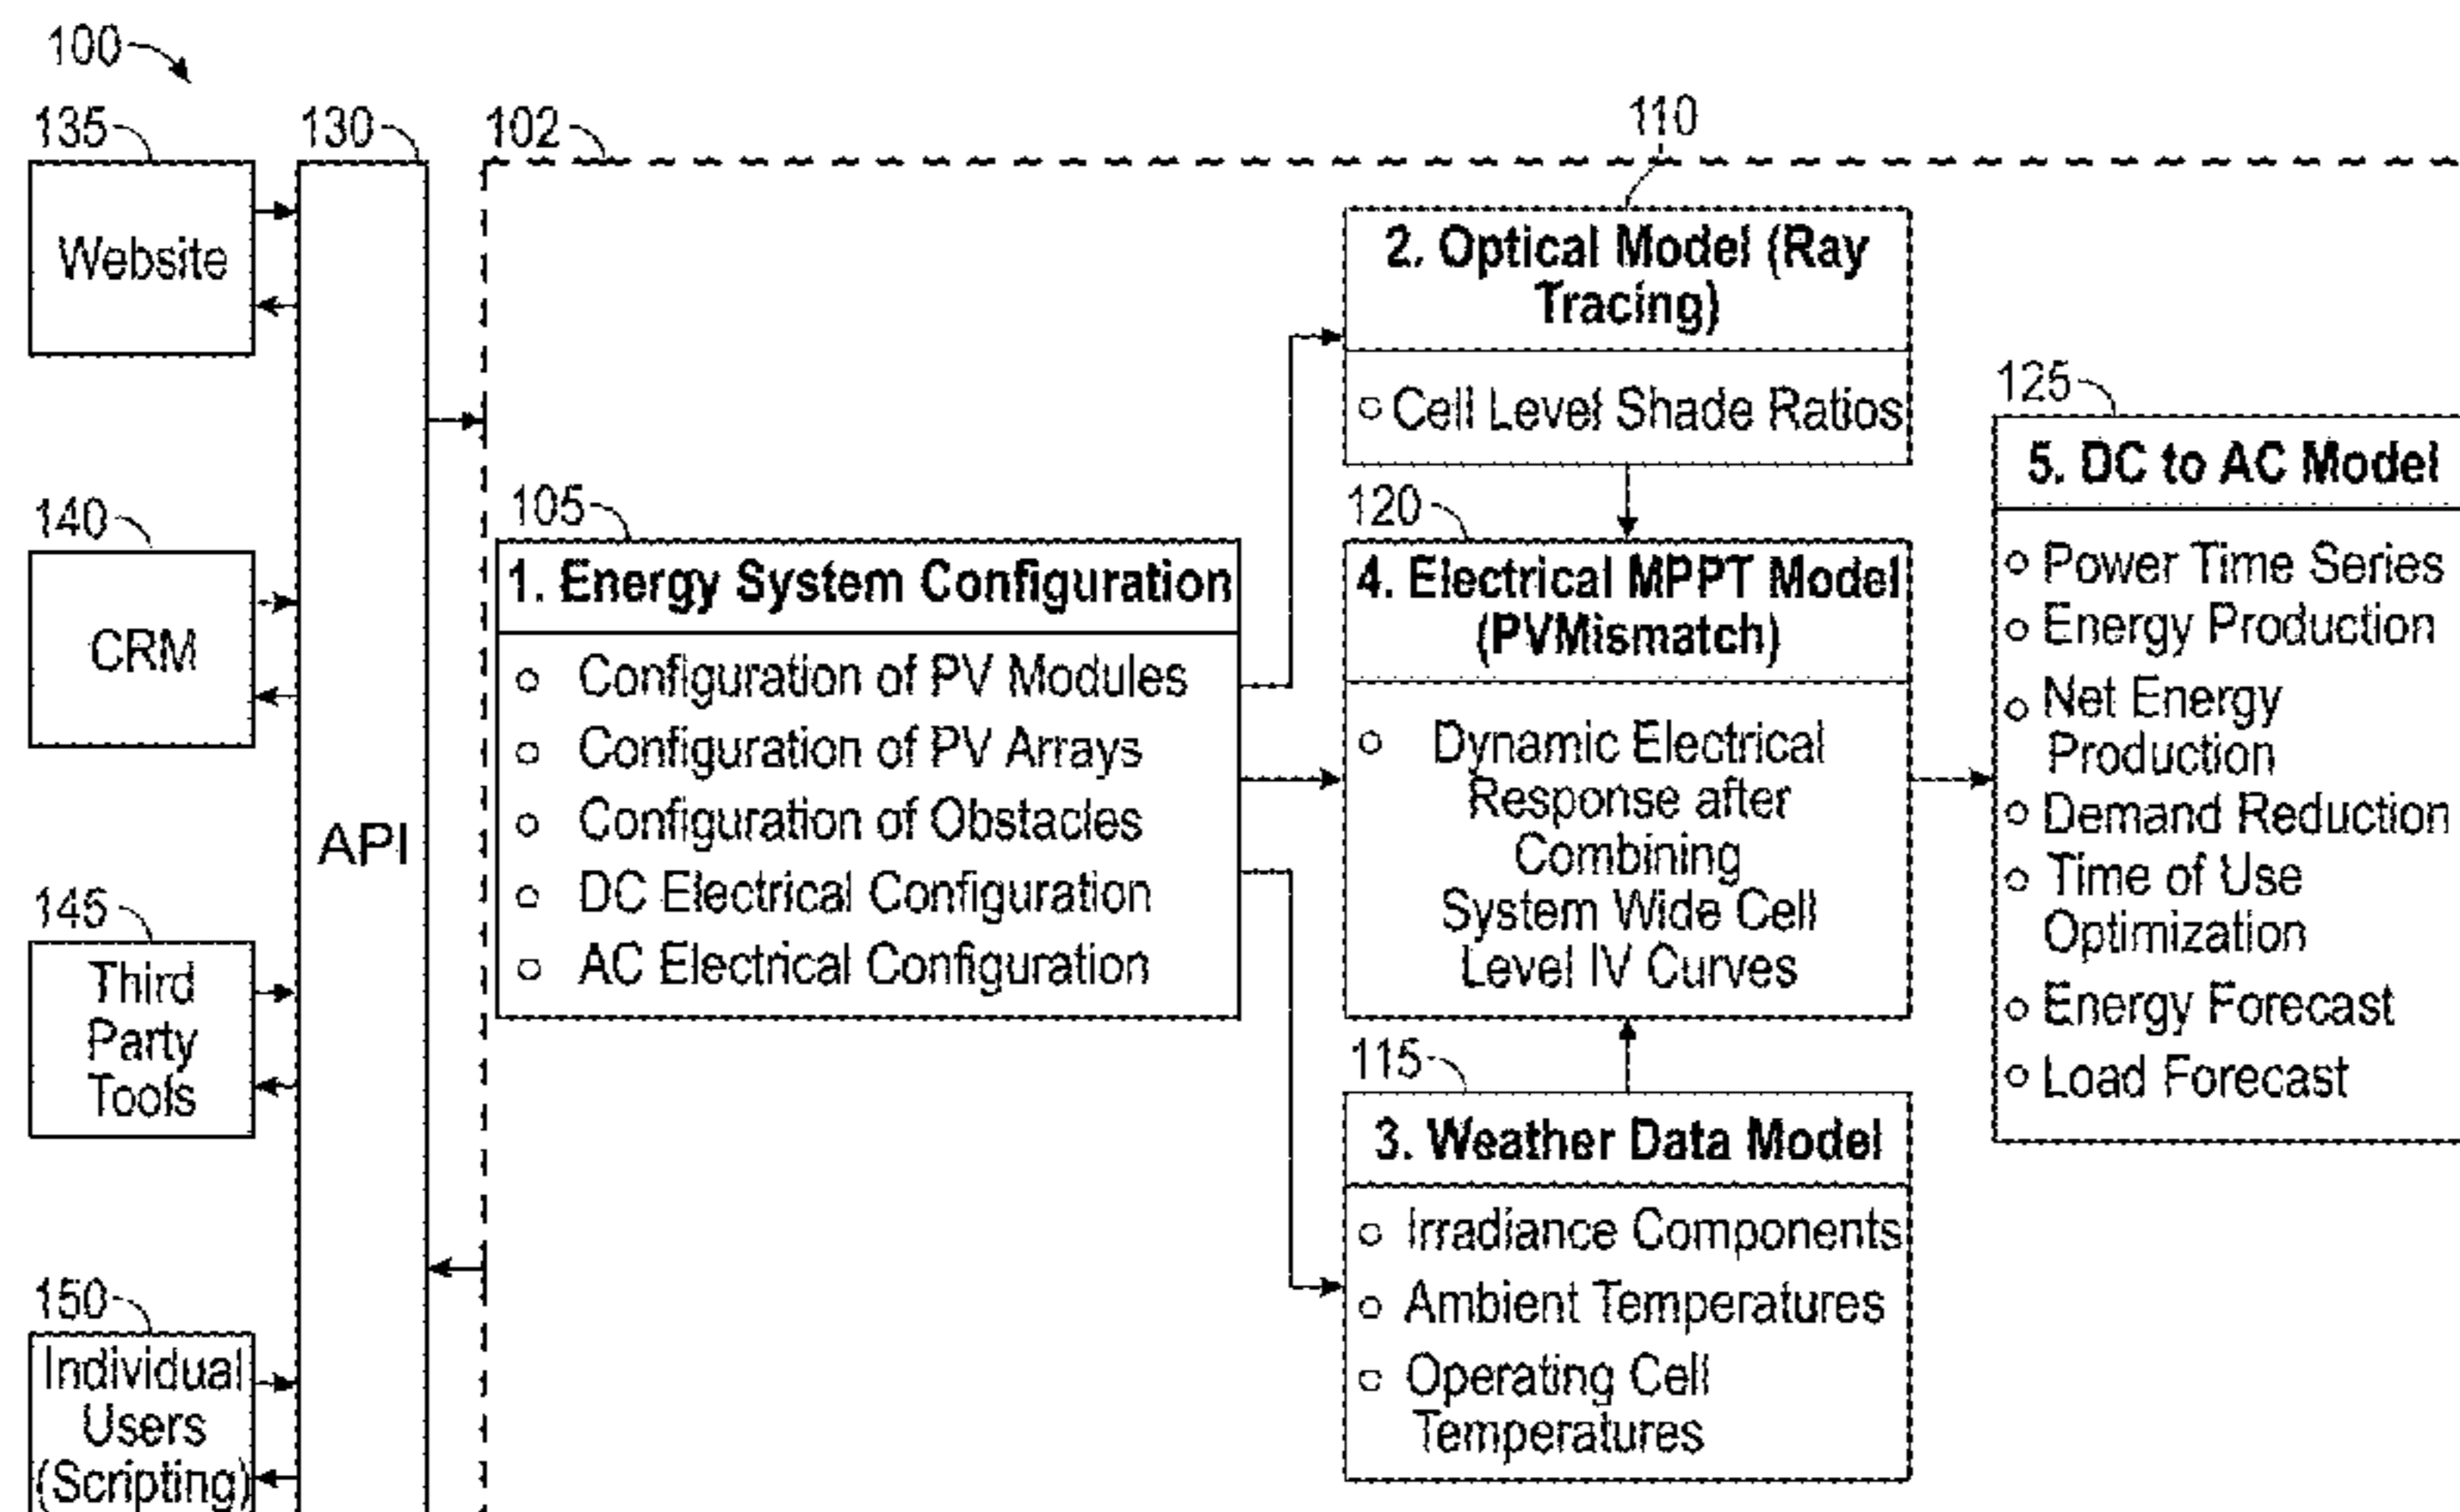 100
135
130
102
110
Website
2. Optical Model (Ray
Tracing)
○ Cell Level Shade Ratios
125
5. DC to AC Model
○ Power Time Series
○ Energy Production
○ Net Energy
Production
○ Demand Reduction
○ Time of Use
Optimization
○ Energy Forecast
○ Load Forecast
140
CRM
105
1. Energy System Configuration
○ Configuration of PV Modules
○ Configuration of PV Arrays
○ Configuration of Obstacles
○ DC Electrical Configuration
○ AC Electrical Configuration
120
4. Electrical MPPT Model
(PVMismatch)
○ Dynamic Electrical
Response after
Combining
System Wide Cell
Level IV Curves
API
145
Third
Party
Tools
115
3. Weather Data Model
○ Irradiance Components
○ Ambient Temperatures
○ Operating Cell
Temperatures
150
Individual
Users
(Scripting)